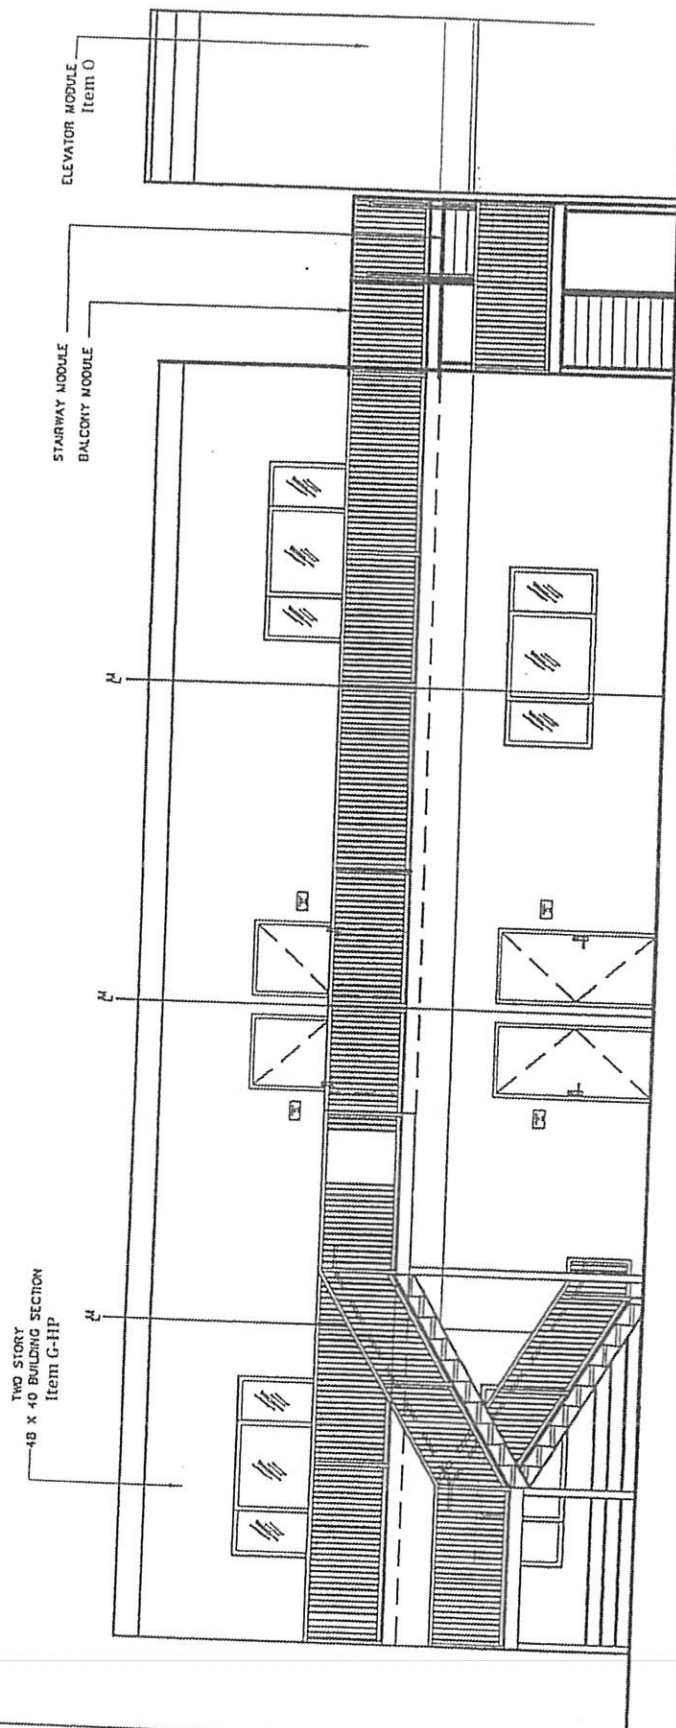 ELEVATOR MODULE
Item O
STAIRWAY MODULE
BALCONY MODULE
TWO STORY
48 X 40 BUILDING SECTION
Item G-HP